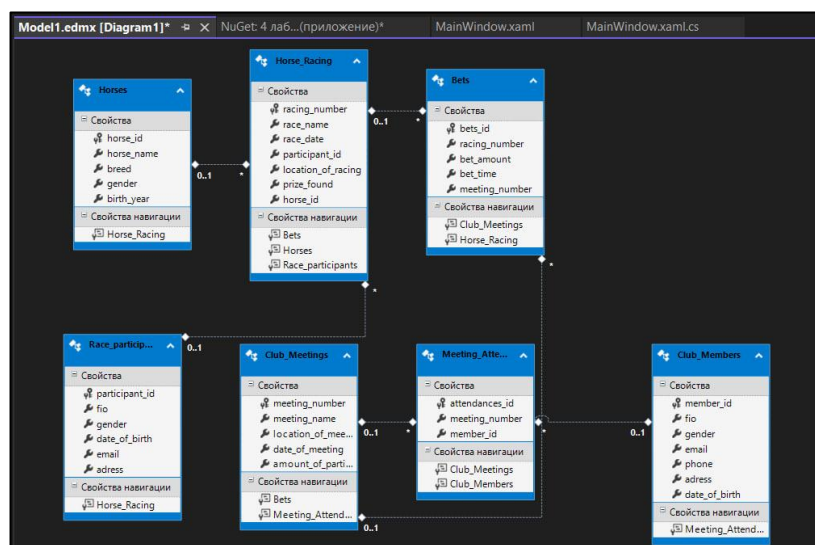 Model1.edmx [Diagram1]*
NuGet: 4 лаб...(приложение)*
MainWindow.xaml
MainWindow.xaml.cs
Horses
Свойства
horse_id
horse_name
breed
gender
birth_year
Свойства навигации
Horse_Racing
0..1
*
Horse_Racing
Свойства
racing_number
race_name
race_date
participant_id
location_of_racing
prize_found
horse_id
Свойства навигации
Bets
Horses
Race_participants
0..1
*
*
Bets
Свойства
bets_id
racing_number
bet_amount
bet_time
meeting_number
Свойства навигации
Club_Meetings
Horse_Racing
*
Race_particip...
0..1
Свойства
participant_id
fio
gender
date_of_birth
email
adress
Свойства навигации
Horse_Racing
Club_Meetings
Свойства
meeting_number
meeting_name
location_of_mee...
date_of_meeting
amount_of_parti...
Свойства навигации
Bets
Meeting_Attend...
0..1
*
0..1
Meeting_Atte...
Свойства
attendances_id
meeting_number
member_id
Свойства навигации
Club_Meetings
Club_Members
*
0..1
Club_Members
Свойства
member_id
fio
gender
email
phone
adress
date_of_birth
Свойства навигации
Meeting_Attend...